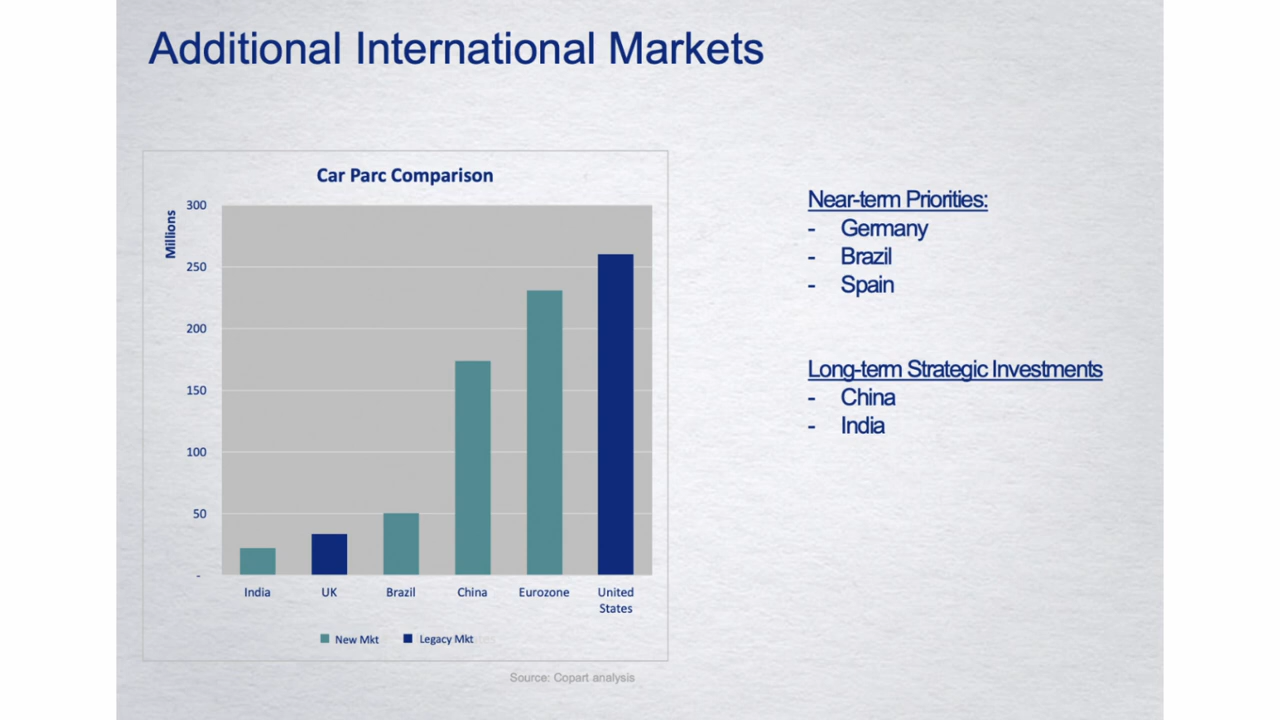 Additional International Markets
Car Parc Comparison
Millions
300
250
200
150
100
50
-
India
UK
Brazil
China
Eurozone
United
States
New Mkt
Legacy Mkt
Source: Copart analysis
Near-term Priorities:
- Germany
- Brazil
- Spain
Long-term Strategic Investments
- China
- India